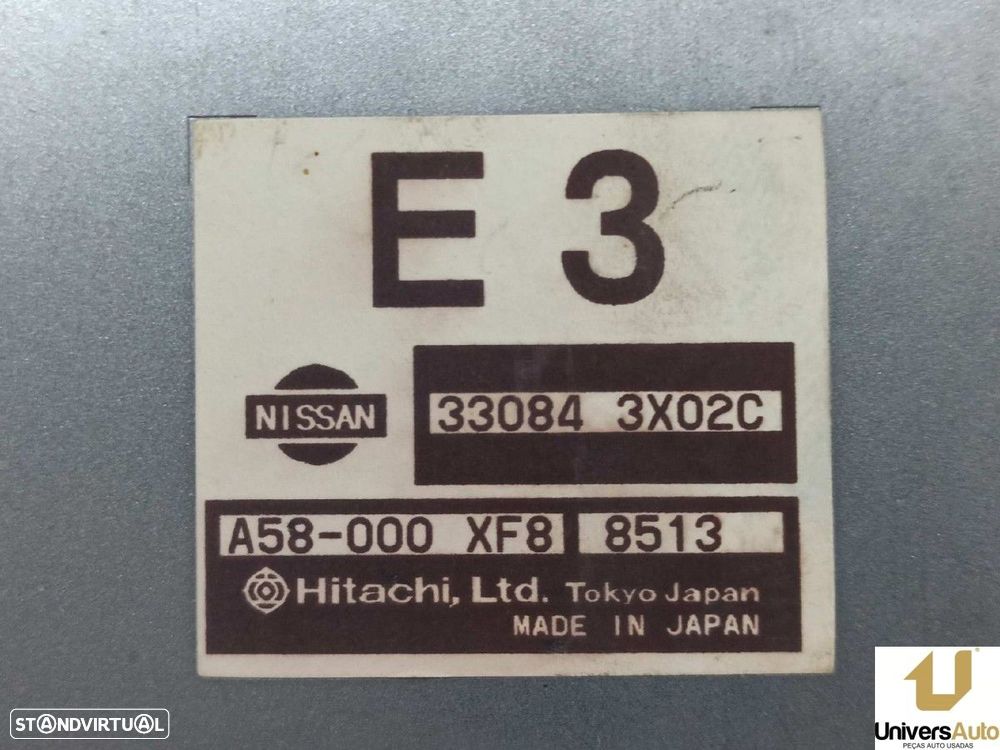 E 3
NISSAN
33084 3X02C
A58-000 XF8 8513
Hitachi, Ltd. Tokyo Japan
MADE IN JAPAN
STANDVIRTUAL
UniversAuto
PEÇAS AUTO USADAS